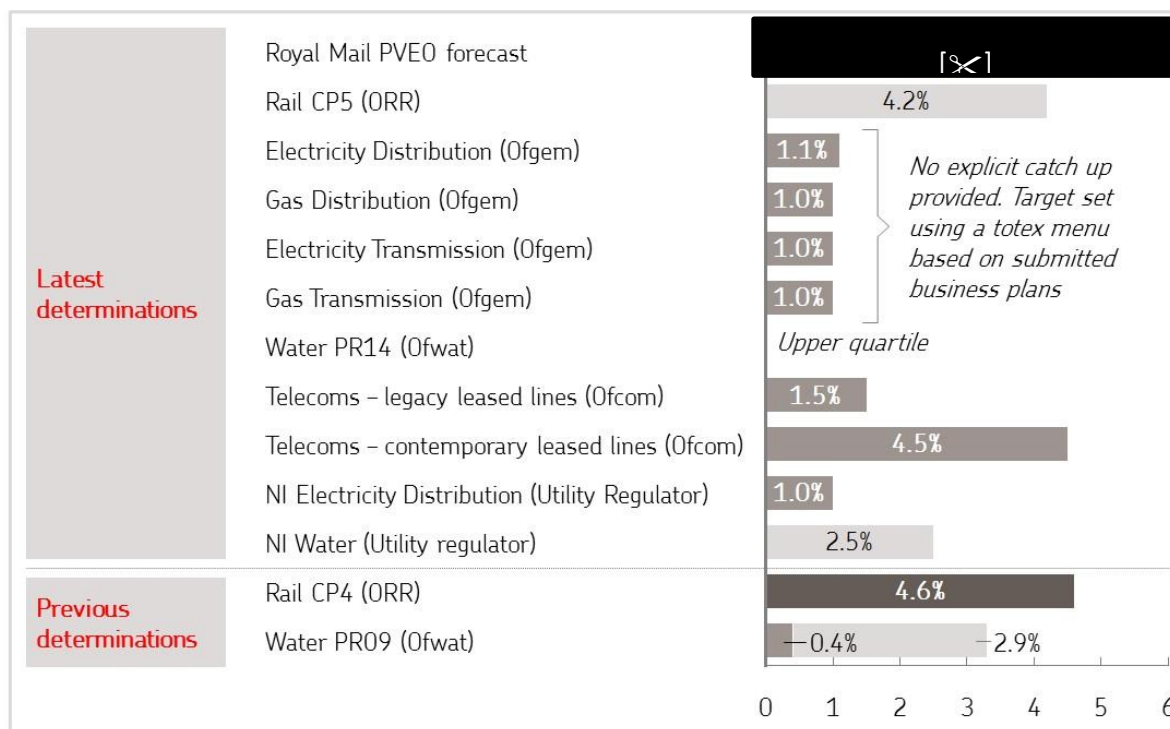 Royal Mail PVEO forecast
[✂]
Rail CP5 (ORR)
4.2%
Electricity Distribution (Ofgem)
1.1%
Gas Distribution (Ofgem)
1.0%
Electricity Transmission (Ofgem)
1.0%
Gas Transmission (Ofgem)
1.0%
No explicit catch up
provided. Target set
using a totex menu
based on submitted
business plans
Latest
determinations
Water PR14 (Ofwat)
Upper quartile
Telecoms – legacy leased lines (Ofcom)
1.5%
Telecoms – contemporary leased lines (Ofcom)
4.5%
NI Electricity Distribution (Utility Regulator)
1.0%
NI Water (Utility regulator)
2.5%
Previous
determinations
Rail CP4 (ORR)
4.6%
Water PR09 (Ofwat)
0.4%
2.9%
0 1 2 3 4 5 6